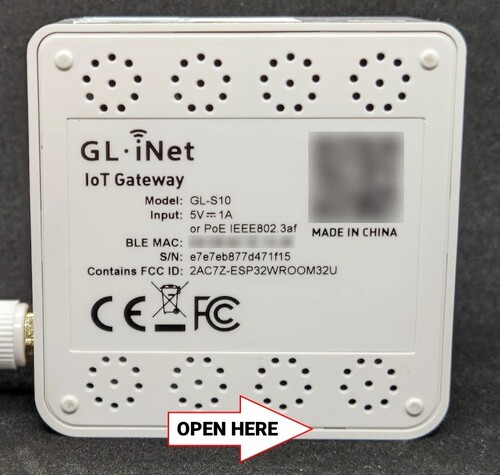 GL·iNet
IoT Gateway
Model: GL-S10
Input: 5V⎓1A
or PoE IEEE802.3af
BLE MAC:
S/N: e7e7eb877d471f15
Contains FCC ID: 2AC7Z-ESP32WROOM32U
MADE IN CHINA
CE FC
OPEN HERE